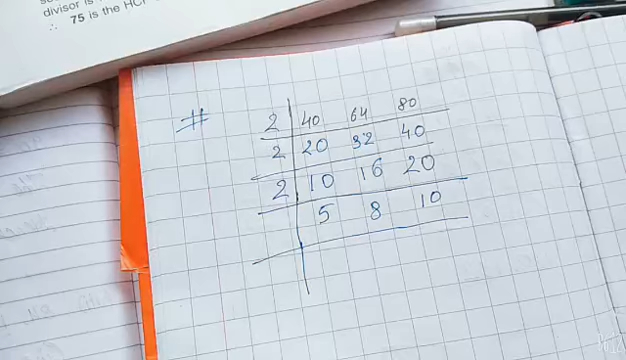 divisor is
∴ 75 is the HCF
# 2 40 64 80
2 20 32 40
2 10 16 20
5 8 10